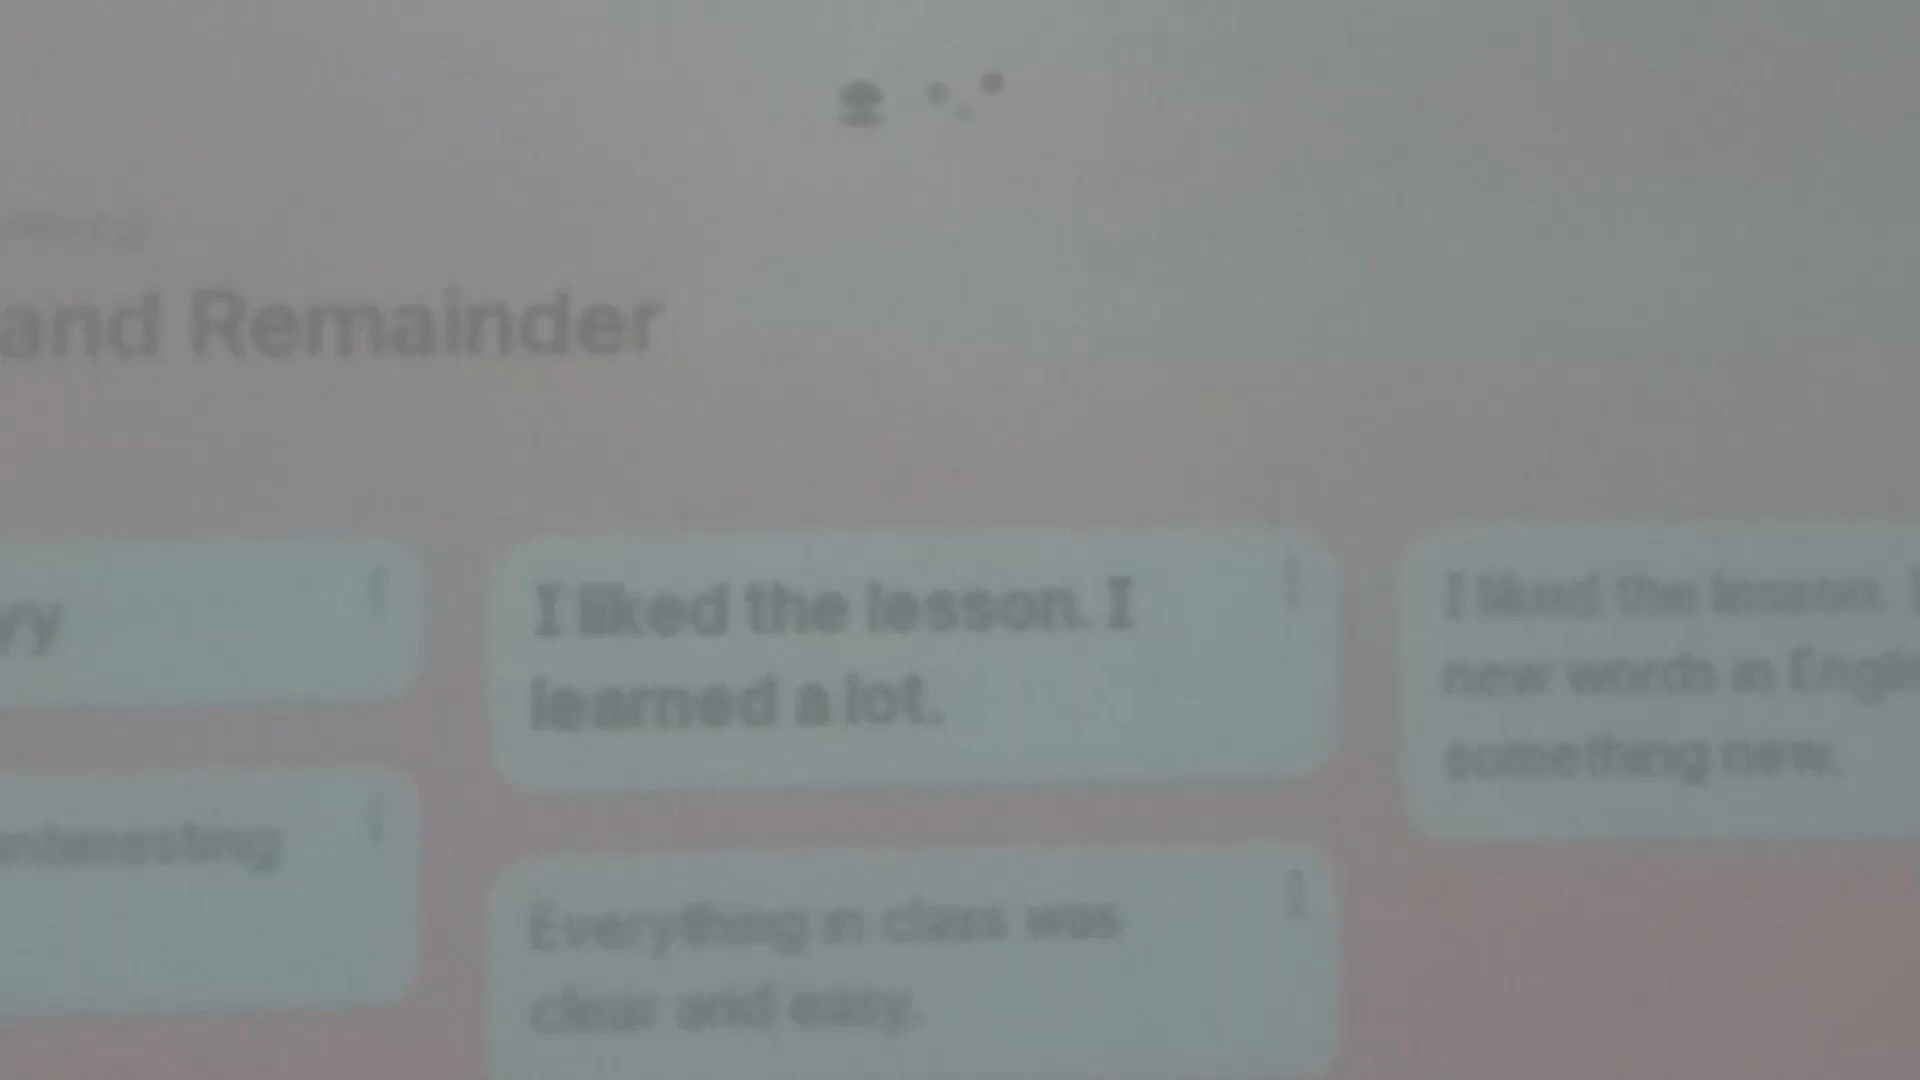 and Remainder
I liked the lesson. I
learned a lot.
Everything in class was
clear and easy.
interesting
I liked the lesson.
new words in
something new.